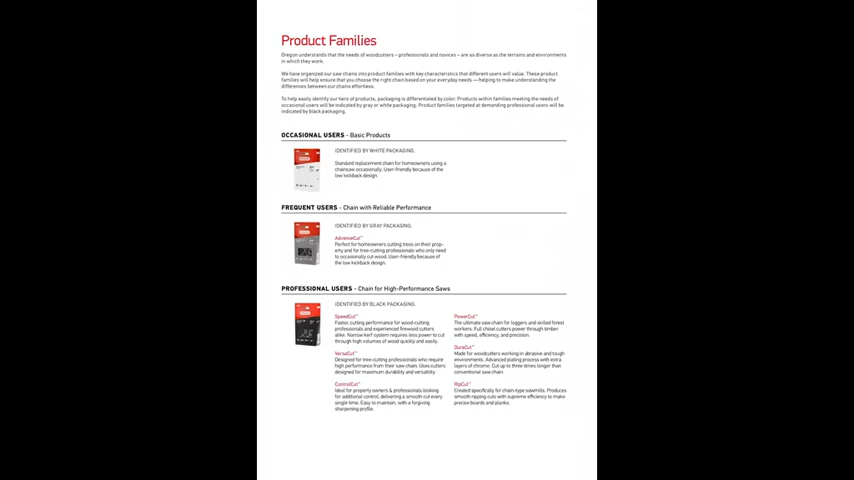 Product Families
Oregon understands that the needs of woodcutters – professionals and novices – are as diverse as the terrains and environments
in which they work.
We have organized our saw chains into product families with key characteristics that different users will value. These product
families will help ensure that you choose the right chain based on your everyday needs — helping to make understanding the
differences between our chains effortless.
To help easily identify our tiers of products, packaging is differentiated by color: Products within families meeting the needs of
occasional users will be indicated by gray or white packaging. Product families targeted at demanding professional users will be
indicated by black packaging.
OCCASIONAL USERS - Basic Products
IDENTIFIED BY WHITE PACKAGING.
Standard replacement chain for homeowners using a
chainsaw occasionally. User-friendly because of the
low kickback design.
FREQUENT USERS - Chain with Reliable Performance
IDENTIFIED BY GRAY PACKAGING.
AdvanceCut™
Perfect for homeowners cutting trees on their prop-
erty and for tree-cutting professionals who only need
to occasionally cut wood. User-friendly because of
the low kickback design.
PROFESSIONAL USERS - Chain for High-Performance Saws
IDENTIFIED BY BLACK PACKAGING.
SpeedCut™
Faster, cutting performance for wood-cutting
professionals and experienced firewood cutters
alike. Narrow kerf system requires less power to cut
through high volumes of wood quickly and easily.
VersaCut™
Designed for tree-cutting professionals who require
high performance from their saw chain. Uses cutters
designed for maximum durability and versatility.
ControlCut™
Ideal for property owners & professionals looking
for additional control, delivering a smooth cut every
single time. Easy to maintain, with a forgiving
sharpening profile.
PowerCut™
The ultimate saw chain for loggers and skilled forest
workers. Full chisel cutters power through timber
with speed, efficiency, and precision.
DuraCut™
Made for woodcutters working in abrasive and tough
environments. Advanced plating process with extra
layers of chrome. Cut up to three times longer than
conventional saw chain.
RipCut™
Created specifically for chain-type sawmills. Produces
smooth ripping cuts with supreme efficiency to make
precise boards and planks.